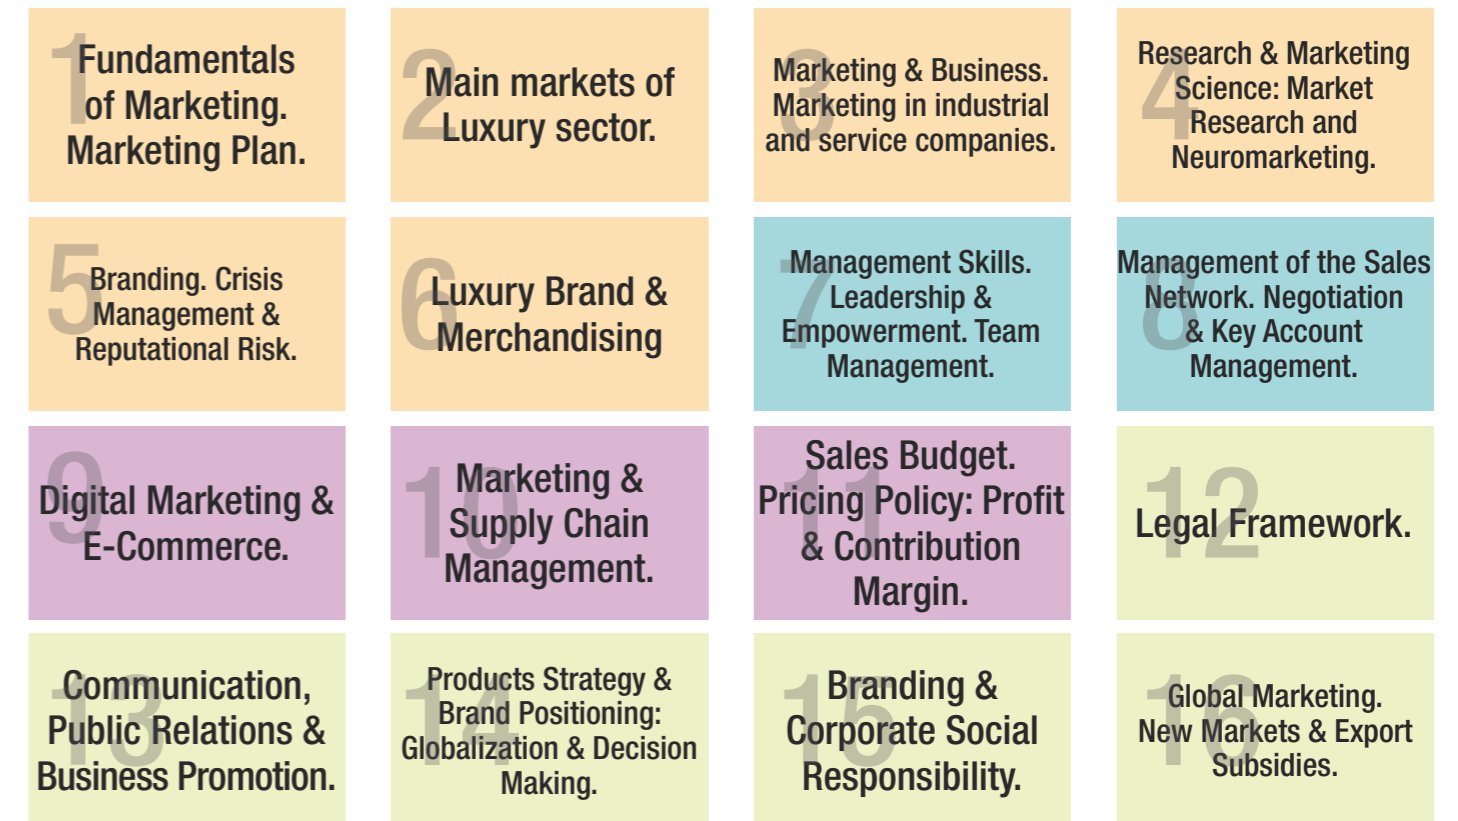 1
Fundamentals
of Marketing.
Marketing Plan.
2
Main markets of
Luxury sector.
3
Marketing & Business.
Marketing in industrial
and service companies.
4
Research & Marketing
Science: Market
Research and
Neuromarketing.
5
Branding. Crisis
Management &
Reputational Risk.
6
Luxury Brand &
Merchandising
7
Management Skills.
Leadership &
Empowerment. Team
Management.
8
Management of the Sales
Network. Negotiation
& Key Account
Management.
9
Digital Marketing &
E-Commerce.
10
Marketing &
Supply Chain
Management.
11
Sales Budget.
Pricing Policy: Profit
& Contribution
Margin.
12
Legal Framework.
13
Communication,
Public Relations &
Business Promotion.
14
Products Strategy &
Brand Positioning:
Globalization & Decision
Making.
15
Branding &
Corporate Social
Responsibility.
16
Global Marketing.
New Markets & Export
Subsidies.